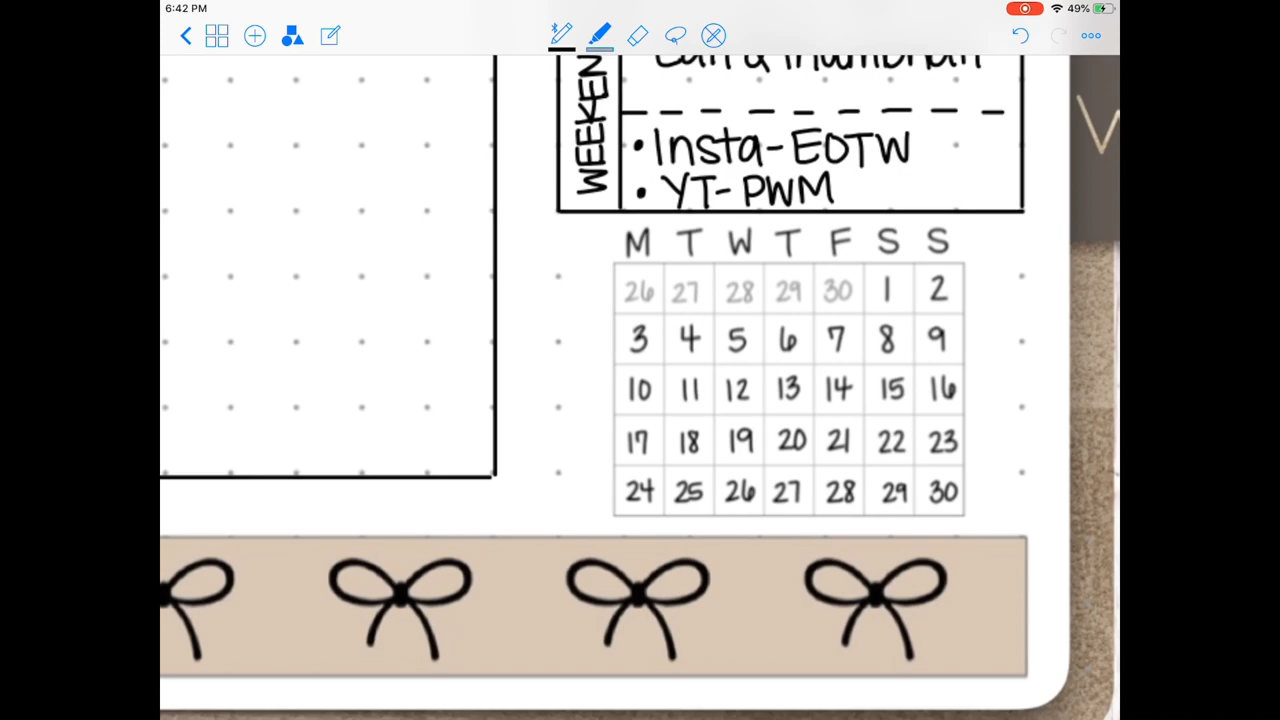 6:42 PM
49%
WEEKEN
Edit & Thumbnail
• Insta-EOTW
• YT-PWM
M T W T F S S
26 27 28 29 30 1 2
3 4 5 6 7 8 9
10 11 12 13 14 15 16
17 18 19 20 21 22 23
24 25 26 27 28 29 30